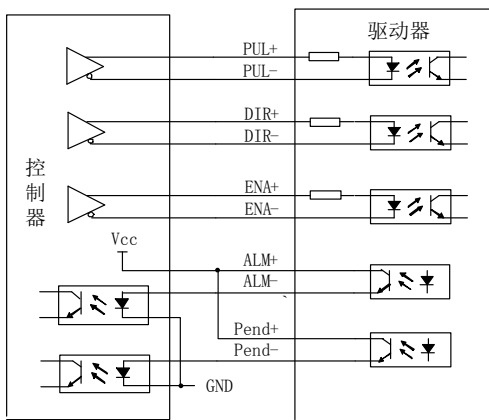 驱动器
PUL+
PUL-
DIR+
DIR-
控制器
ENA+
ENA-
Vcc
ALM+
ALM-
Pend+
Pend-
GND